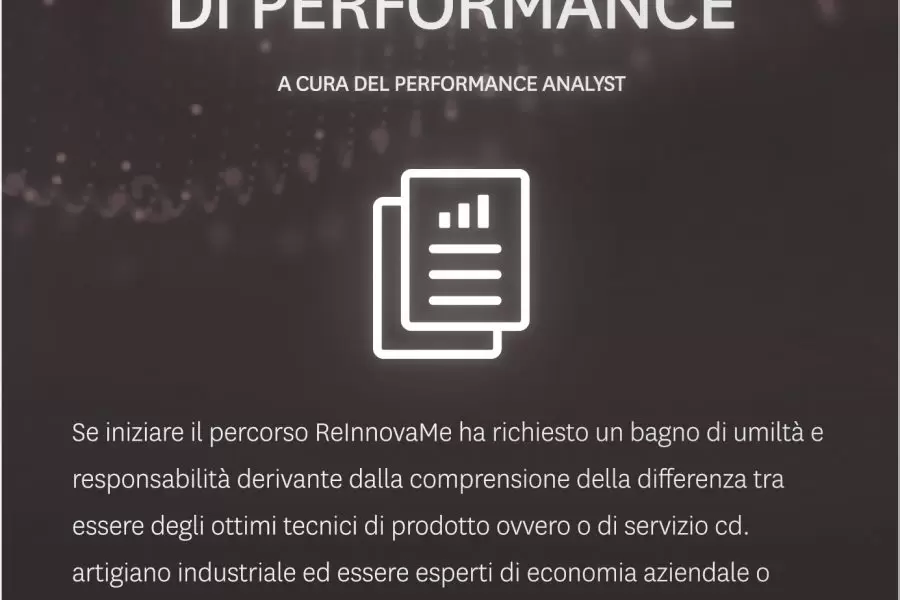 DI PERFORMANCE
A CURA DEL PERFORMANCE ANALYST
Se iniziare il percorso ReInnovaMe ha richiesto un bagno di umiltà e
responsabilità derivante dalla comprensione della differenza tra
essere degli ottimi tecnici di prodotto ovvero o di servizio cd.
artigiano industriale ed essere esperti di economia aziendale o